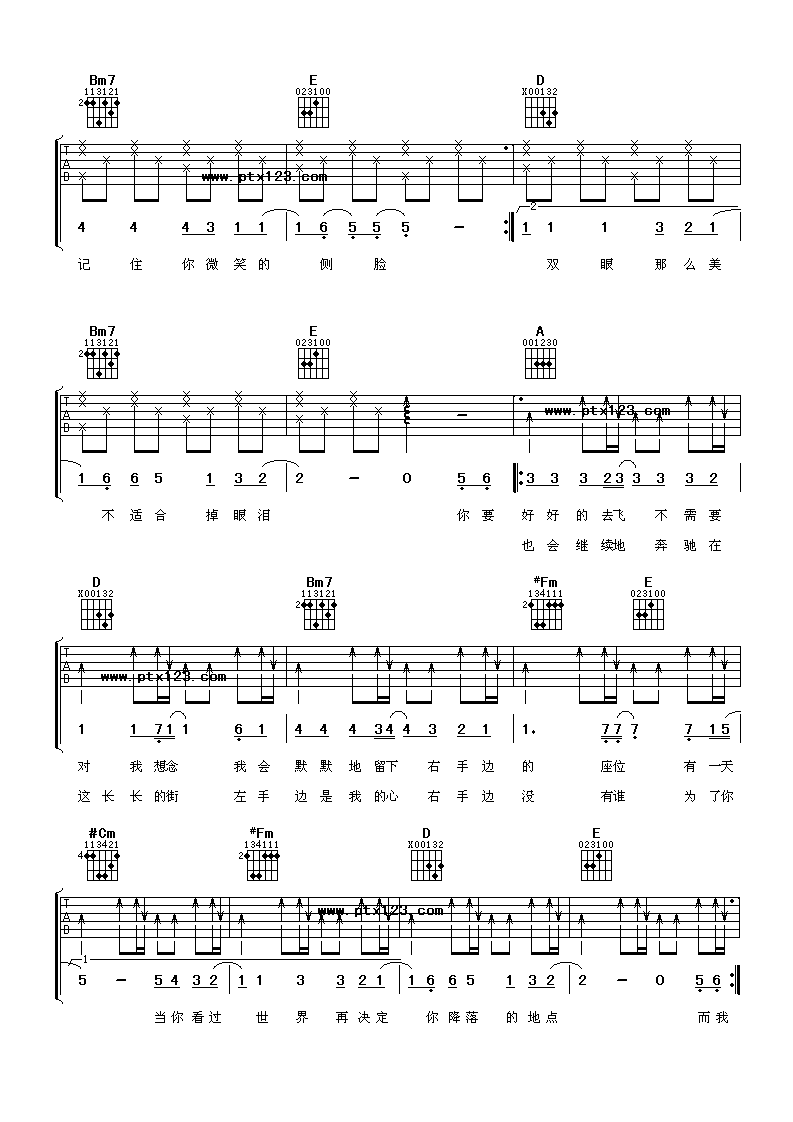 Bm7 E D
113121 023100 X00132
2
T A B
www.ptx123.com
2
4 4 4 3 1 1 1 6 5 5 5 – 1 1 1 3 2 1
记 住 你 微 笑 的 侧 脸 双 眼 那 么 美
Bm7 E A
113121 023100 001230
2
T A B
www.ptx123.com
1 6 6 5 1 3 2 2 – 0 5 6 3 3 3 2 3 3 3 3 2
不 适 合 掉 眼 泪 你 要 好 好 的 去 飞 不 需 要
也 会 继 续 地 奔 驰 在
D Bm7 #Fm E
X00132 113121 134111 023100
2 2
T A B
www.ptx123.com
1 1 7 1 1 6 1 4 4 4 3 4 4 3 2 1 1. 7 7 7 7 1 5
对 我 想 念 我 会 默 默 地 留 下 右 手 边 的 座 位 有 一 天
这 长 长 的 街 左 手 边 是 我 的 心 右 手 边 没 有 谁 为 了 你
#Cm #Fm D E
113421 134111 X00132 023100
4 2
T A B
www.ptx123.com
1
5 – 5 4 3 2 1 1 3 3 2 1 1 6 6 5 1 3 2 2 – 0 5 6
当 你 看 过 世 界 再 决 定 你 降 落 的 地 点 而 我